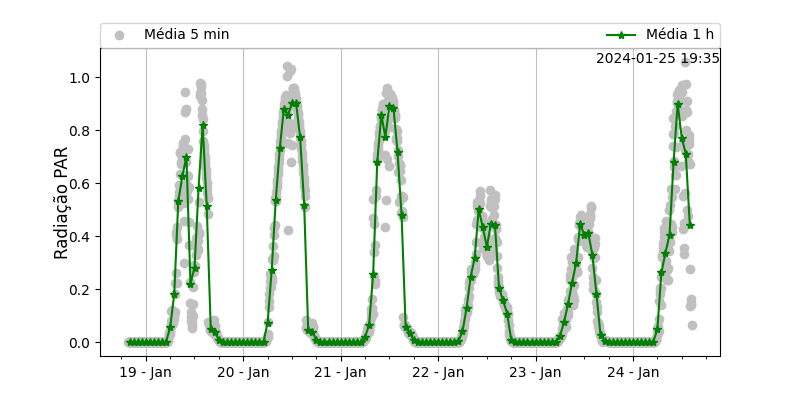 Média 5 min
Média 1 h
2024-01-25 19:35
Radiação PAR
1.0
0.8
0.6
0.4
0.2
0.0
19 - Jan
20 - Jan
21 - Jan
22 - Jan
23 - Jan
24 - Jan